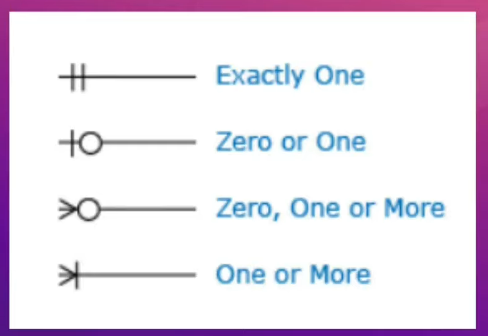 Exactly One
Zero or One
Zero, One or More
One or More